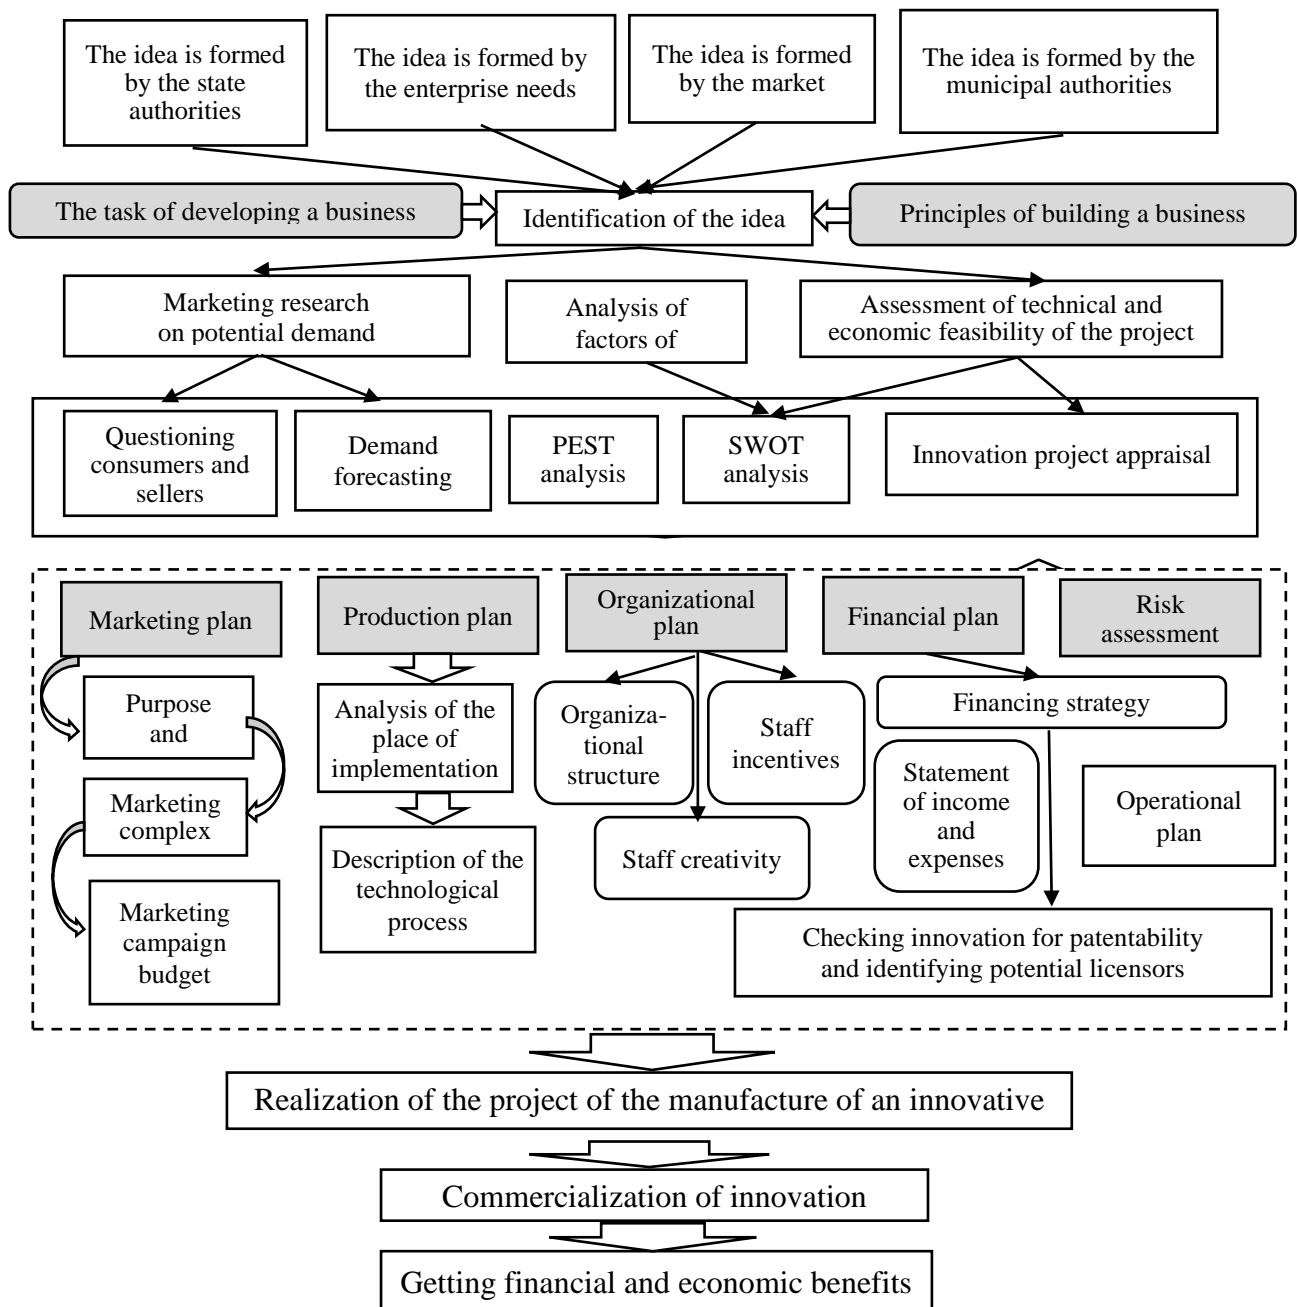 The idea is formed
by the state
authorities
The idea is formed by
the enterprise needs
The idea is formed
by the market
The idea is formed by the
municipal authorities
The task of developing a business
Identification of the idea
Principles of building a business
Marketing research
on potential demand
Analysis of
factors of
Assessment of technical and
economic feasibility of the project
Questioning
consumers and
sellers
Demand
forecasting
PEST
analysis
SWOT
analysis
Innovation project appraisal
Marketing plan
Production plan
Organizational
plan
Financial plan
Risk
assessment
Purpose
and
Marketing
complex
Marketing
campaign
budget
Analysis of the
place of
implementation
Description of the
technological
process
Organiza-
tional
structure
Staff
incentives
Staff creativity
Financing strategy
Statement
of income
and
expenses
Operational
plan
Checking innovation for patentability
and identifying potential licensors
Realization of the project of the manufacture of an innovative
Commercialization of innovation
Getting financial and economic benefits